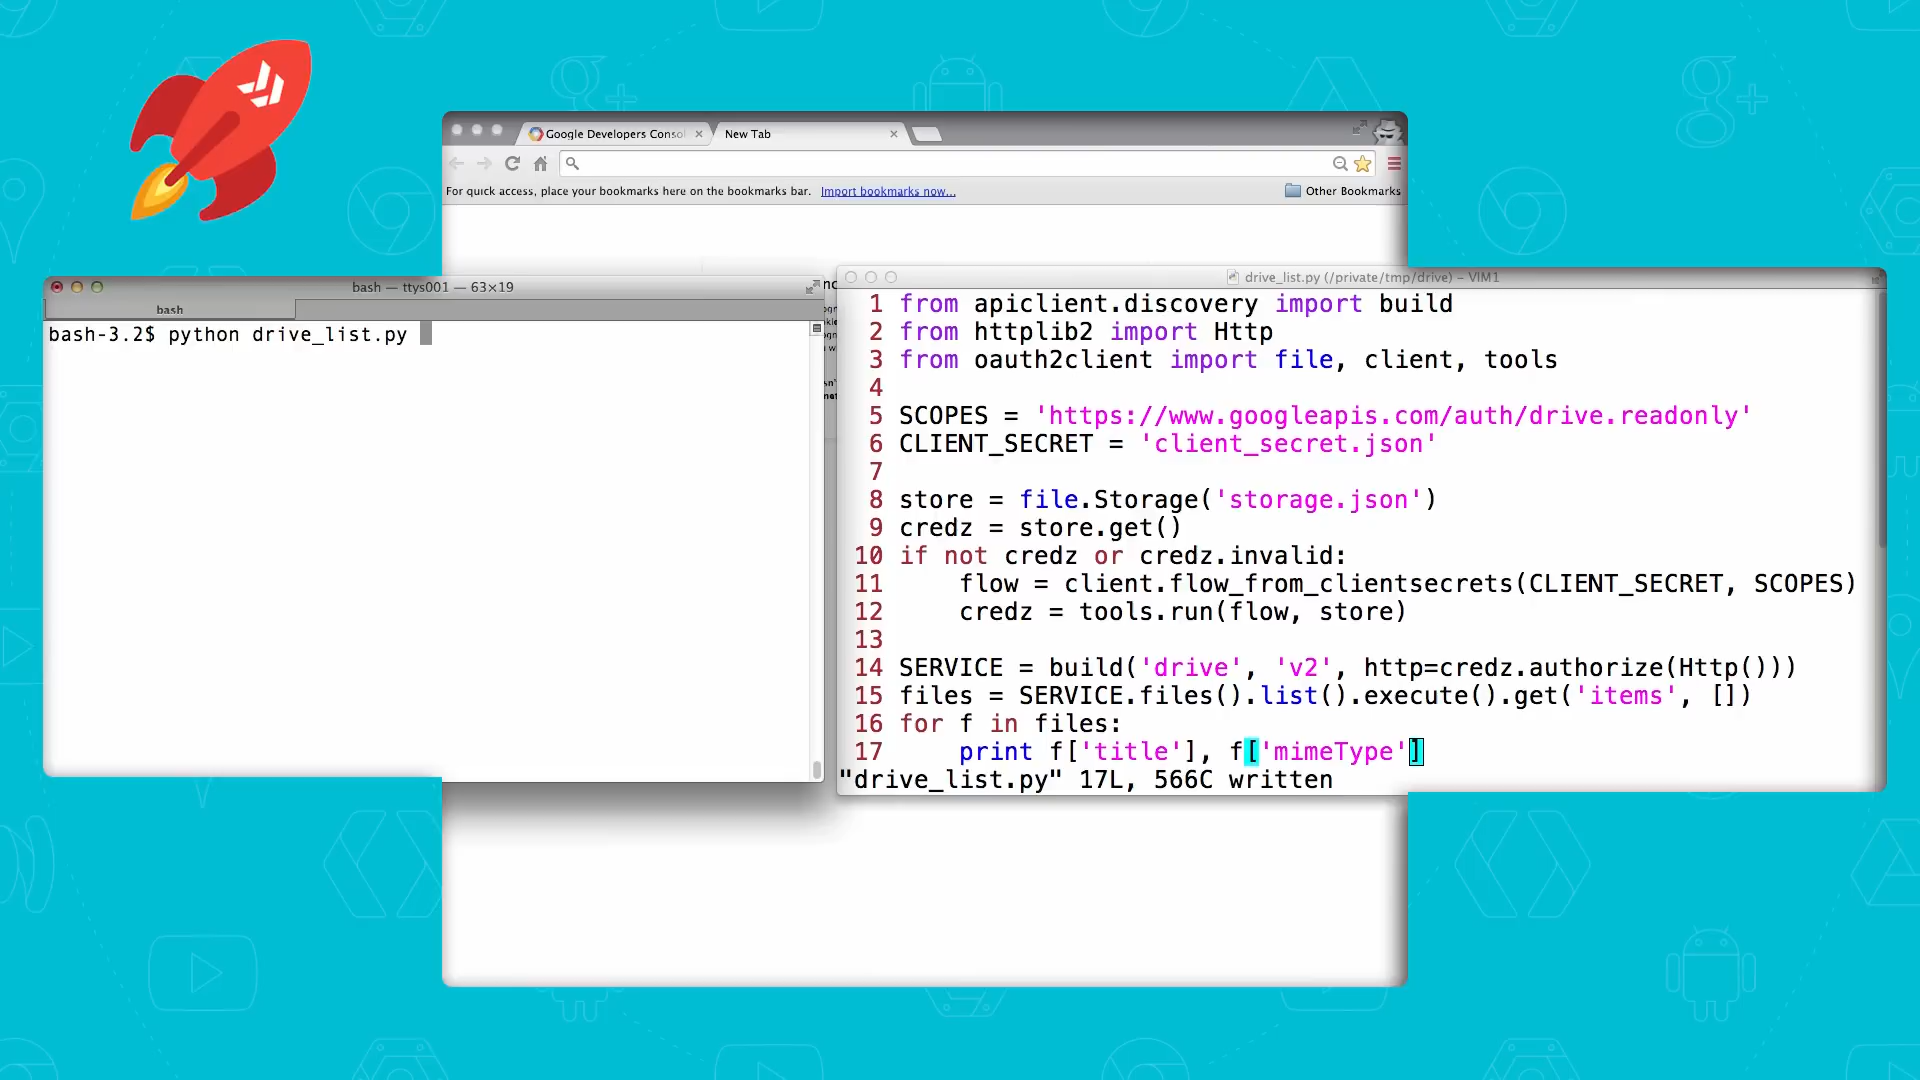 Google Developers Consol
New Tab
For quick access, place your bookmarks here on the bookmarks bar. Import bookmarks now...
Other Bookmarks
bash — ttys001 — 63×19
bash
bash-3.2$ python drive_list.py
drive_list.py (/private/tmp/drive) – VIM1
1 from apiclient.discovery import build
2 from httplib2 import Http
3 from oauth2client import file, client, tools
4
5 SCOPES = 'https://www.googleapis.com/auth/drive.readonly'
6 CLIENT_SECRET = 'client_secret.json'
7
8 store = file.Storage('storage.json')
9 credz = store.get()
10 if not credz or credz.invalid:
11     flow = client.flow_from_clientsecrets(CLIENT_SECRET, SCOPES)
12     credz = tools.run(flow, store)
13
14 SERVICE = build('drive', 'v2', http=credz.authorize(Http()))
15 files = SERVICE.files().list().execute().get('items', [])
16 for f in files:
17     print f['title'], f['mimeType']
"drive_list.py" 17L, 566C written